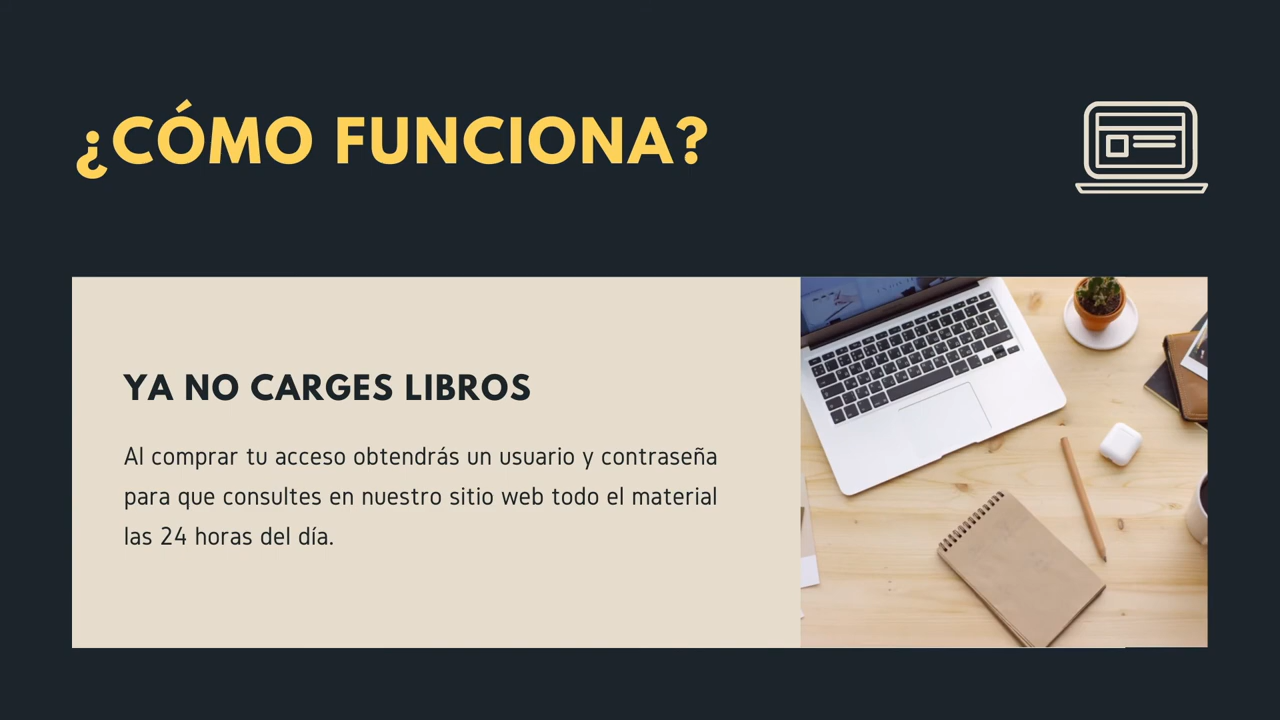 ¿CÓMO FUNCIONA?
YA NO CARGES LIBROS
Al comprar tu acceso obtendrás un usuario y contraseña
para que consultes en nuestro sitio web todo el material
las 24 horas del día.